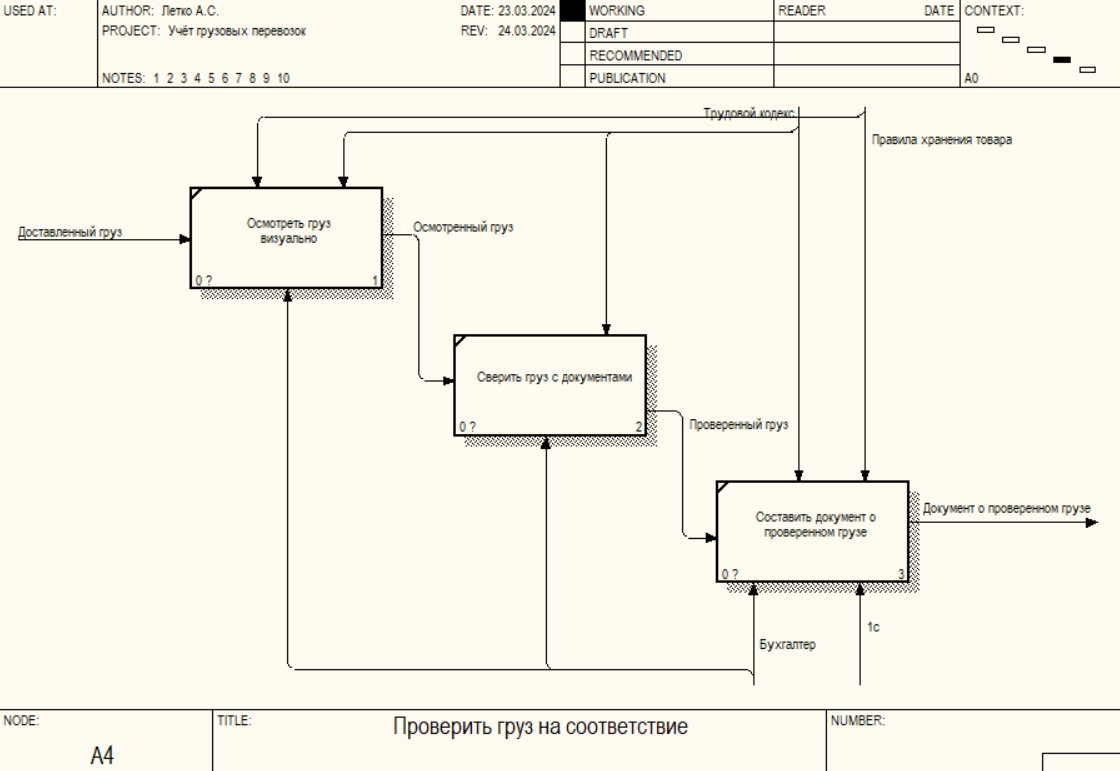 USED AT:
AUTHOR: Летко А.С.
DATE: 23.03.2024
WORKING
READER
DATE
CONTEXT:
PROJECT: Учёт грузовых перевозок
REV: 24.03.2024
DRAFT
RECOMMENDED
NOTES: 1 2 3 4 5 6 7 8 9 10
PUBLICATION
A0
Трудовой кодекс
Правила хранения товара
Доставленный груз
Осмотреть груз
визуально
0 ?
1
Осмотренный груз
Сверить груз с документами
0 ?
2
Проверенный груз
Составить документ о
проверенном грузе
0 ?
3
Документ о проверенном грузе
Бухгалтер
1с
NODE:
A4
TITLE:
Проверить груз на соответствие
NUMBER: